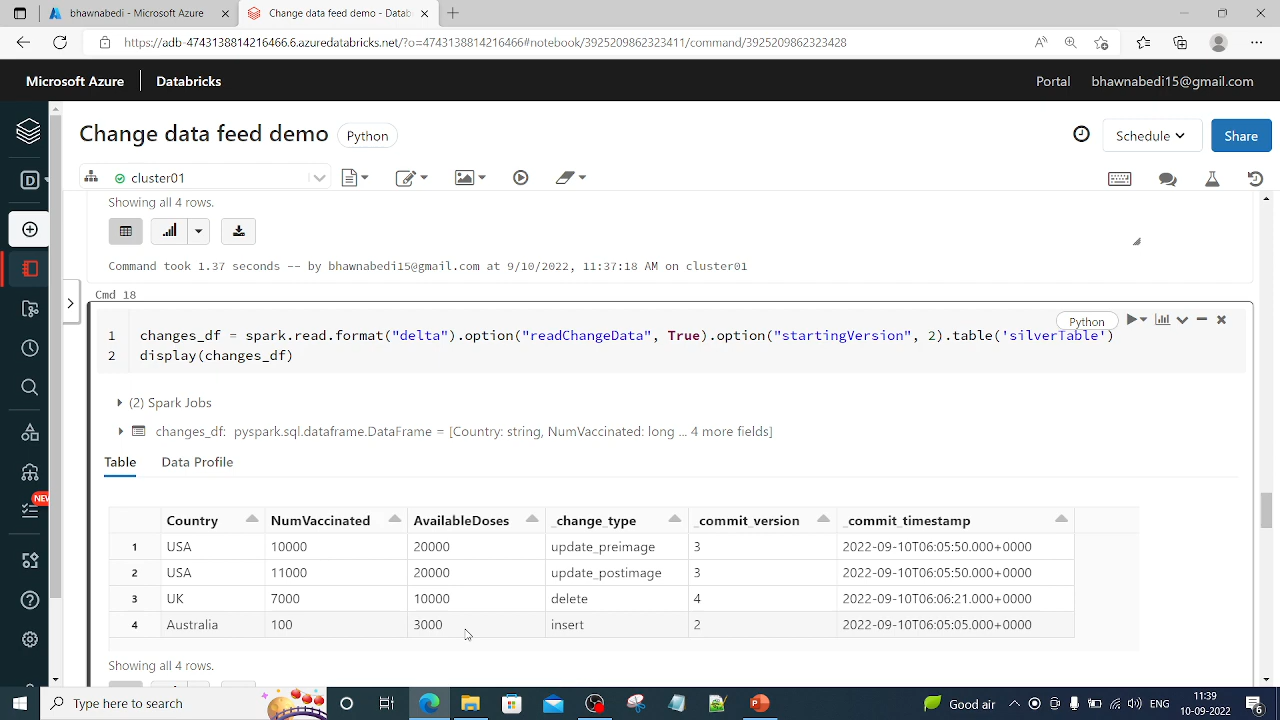 bhawnabedi - Microsoft Azure
Change data feed demo - Datab
https://adb-4743138814216466.6.azuredatabricks.net/?o=4743138814216466#notebook/3925209862323411/command/3925209862323428
Microsoft Azure Databricks Portal bhawnabedi15@gmail.com
Change data feed demo Python Schedule Share
D cluster01
Showing all 4 rows.
Command took 1.37 seconds -- by bhawnabedi15@gmail.com at 9/10/2022, 11:37:18 AM on cluster01
Cmd 18
Python
1 changes_df = spark.read.format("delta").option("readChangeData", True).option("startingVersion", 2).table('silverTable')
2 display(changes_df)
(2) Spark Jobs
changes_df: pyspark.sql.dataframe.DataFrame = [Country: string, NumVaccinated: long ... 4 more fields]
Table Data Profile
NEW
Country NumVaccinated AvailableDoses _change_type _commit_version _commit_timestamp
1 USA 10000 20000 update_preimage 3 2022-09-10T06:05:50.000+0000
2 USA 11000 20000 update_postimage 3 2022-09-10T06:05:50.000+0000
3 UK 7000 10000 delete 4 2022-09-10T06:06:21.000+0000
4 Australia 100 3000 insert 2 2022-09-10T06:05:05.000+0000
Showing all 4 rows.
Type here to search Good air ENG 11:39
10-09-2022